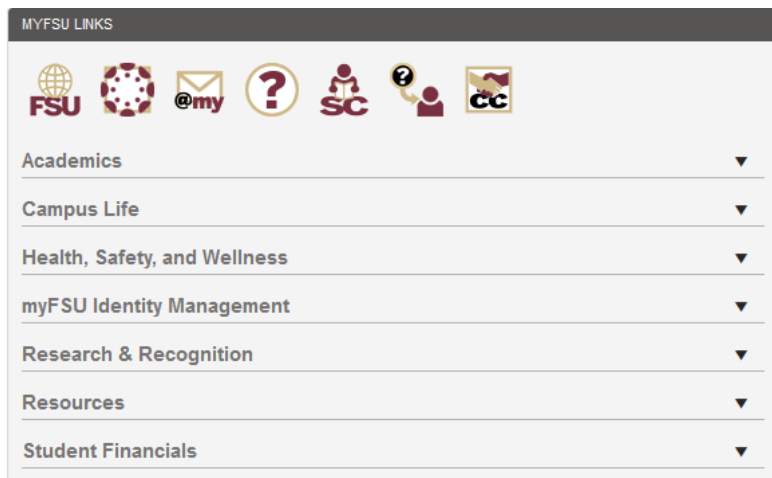 MYFSU LINKS
FSU @my ? SC ? CC
Academics
Campus Life
Health, Safety, and Wellness
myFSU Identity Management
Research & Recognition
Resources
Student Financials